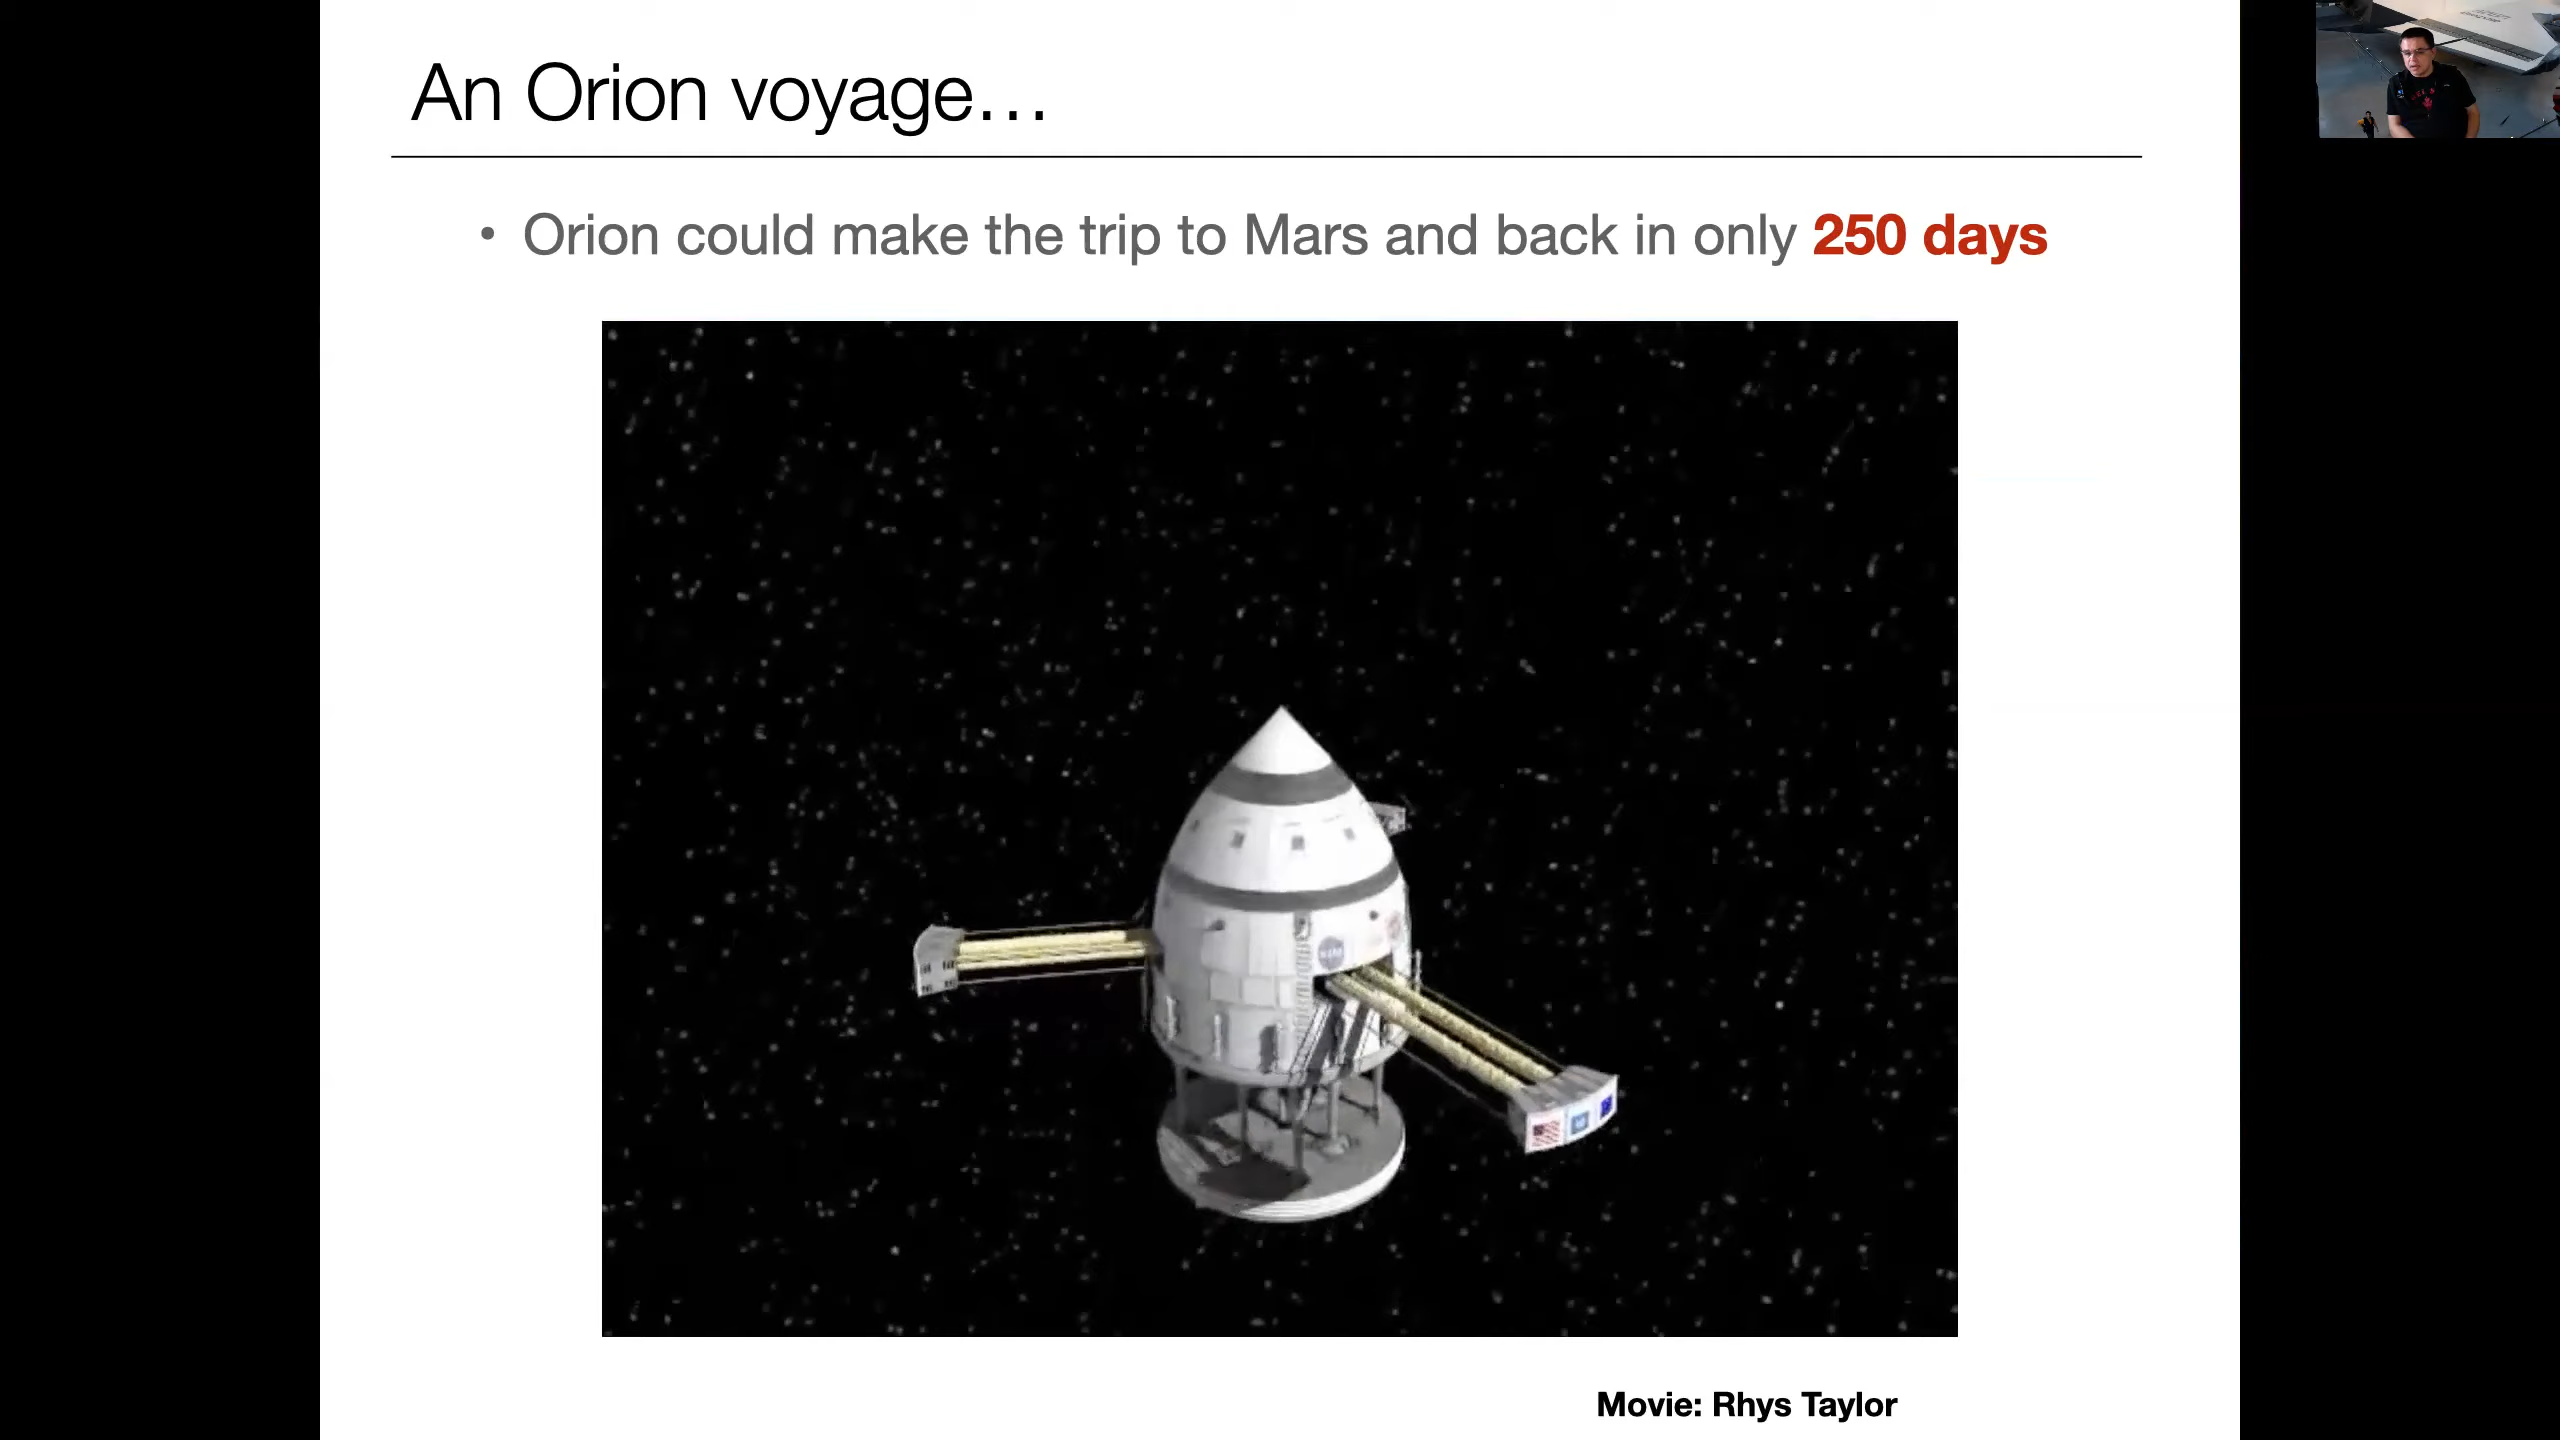 An Orion voyage…
• Orion could make the trip to Mars and back in only 250 days
Movie: Rhys Taylor